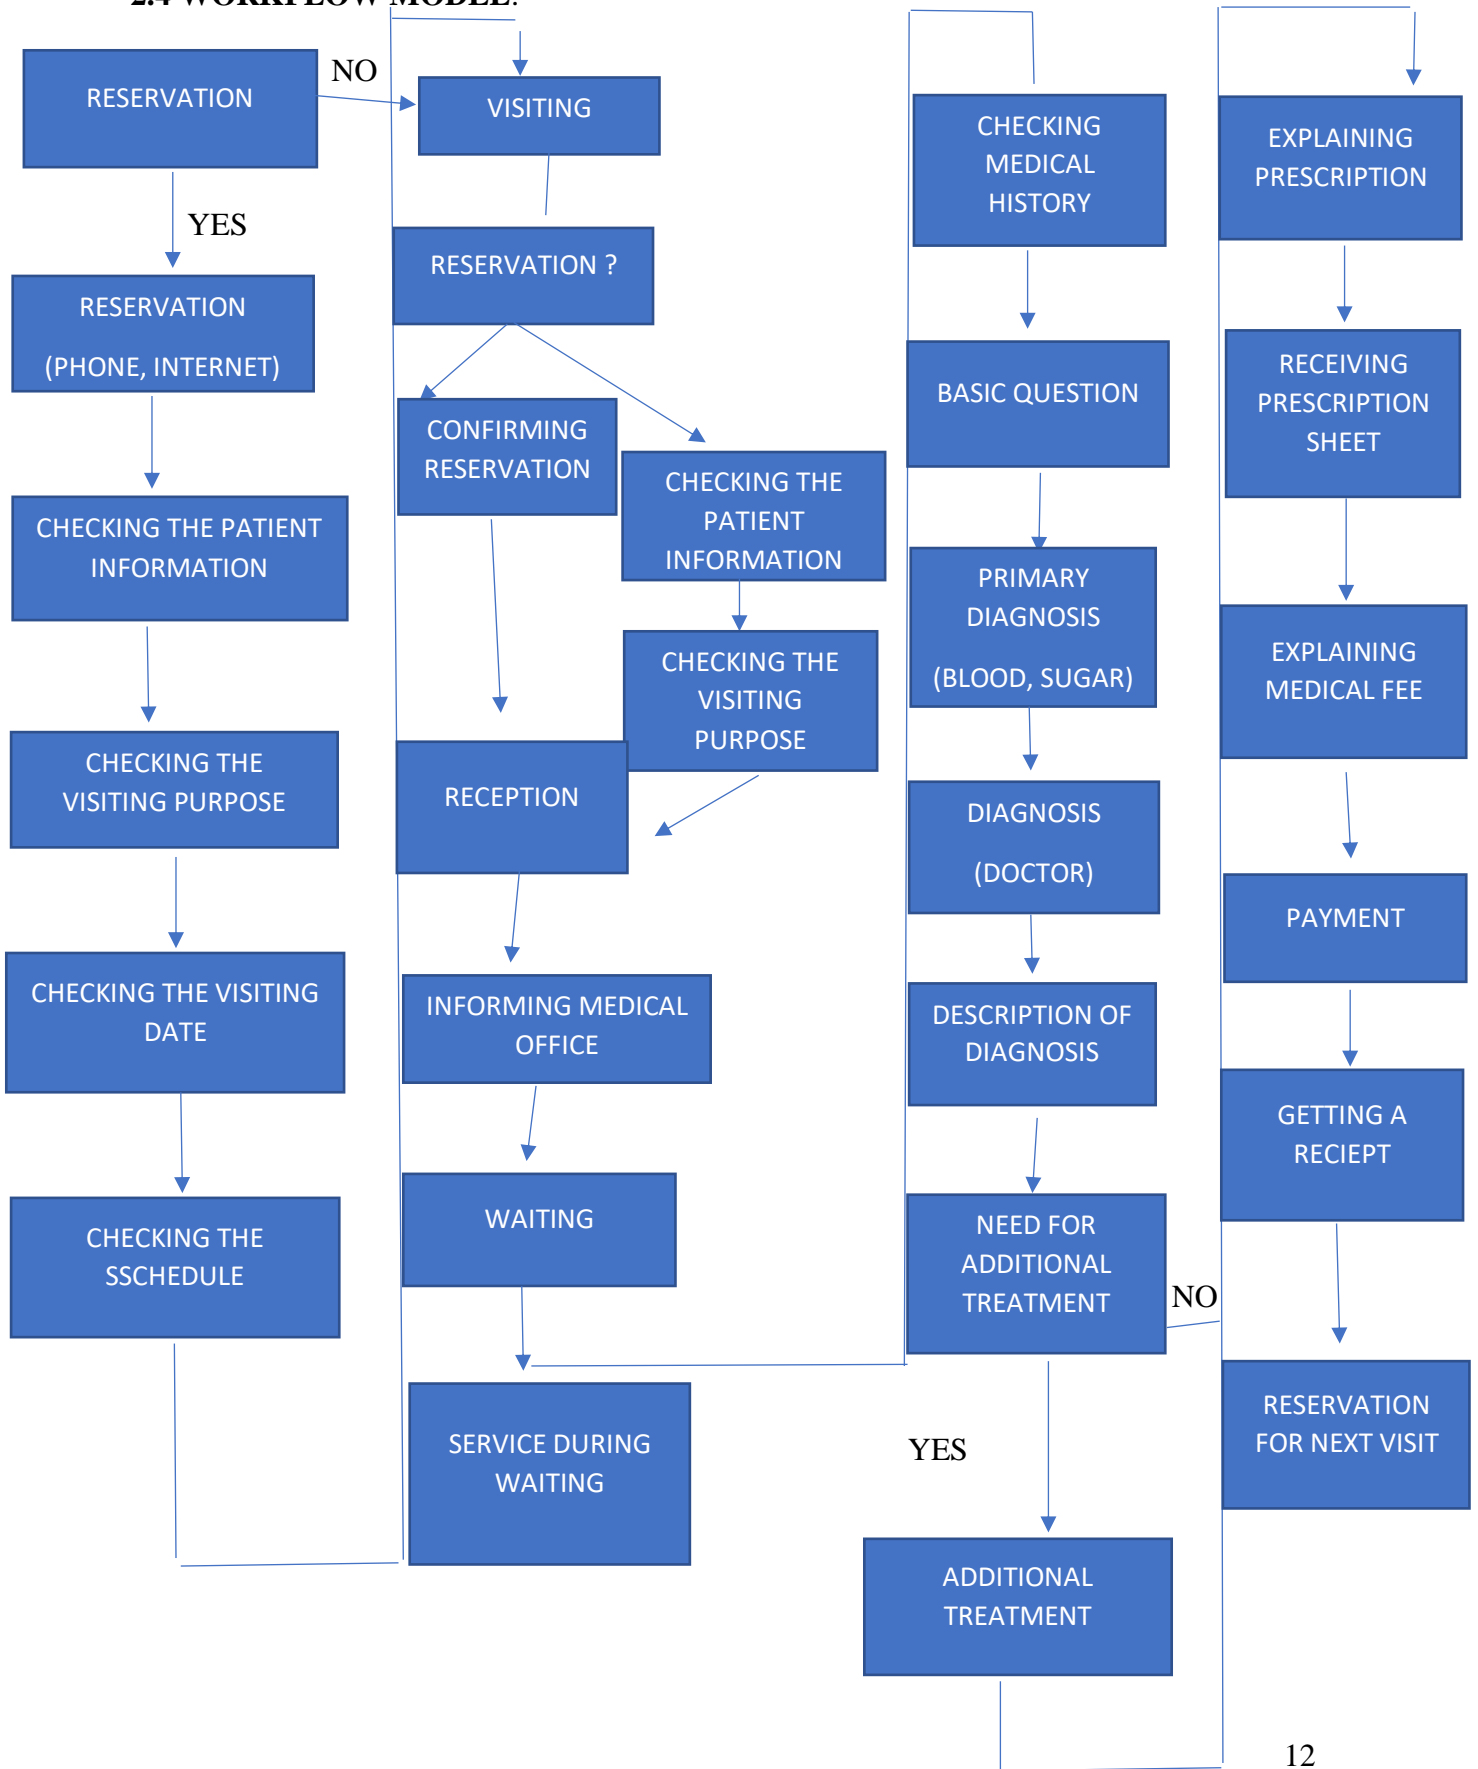 2.4 WORKFLOW MODEL:
RESERVATION
NO
YES
RESERVATION
(PHONE, INTERNET)
CHECKING THE PATIENT
INFORMATION
CHECKING THE
VISITING PURPOSE
CHECKING THE VISITING
DATE
CHECKING THE
SSCHEDULE
VISITING
RESERVATION ?
CONFIRMING
RESERVATION
CHECKING THE
PATIENT
INFORMATION
CHECKING THE
VISITING
PURPOSE
RECEPTION
INFORMING MEDICAL
OFFICE
WAITING
SERVICE DURING
WAITING
CHECKING
MEDICAL
HISTORY
BASIC QUESTION
PRIMARY
DIAGNOSIS
(BLOOD, SUGAR)
DIAGNOSIS
(DOCTOR)
DESCRIPTION OF
DIAGNOSIS
NEED FOR
ADDITIONAL
TREATMENT
NO
YES
ADDITIONAL
TREATMENT
EXPLAINING
PRESCRIPTION
RECEIVING
PRESCRIPTION
SHEET
EXPLAINING
MEDICAL FEE
PAYMENT
GETTING A
RECIEPT
RESERVATION
FOR NEXT VISIT
12